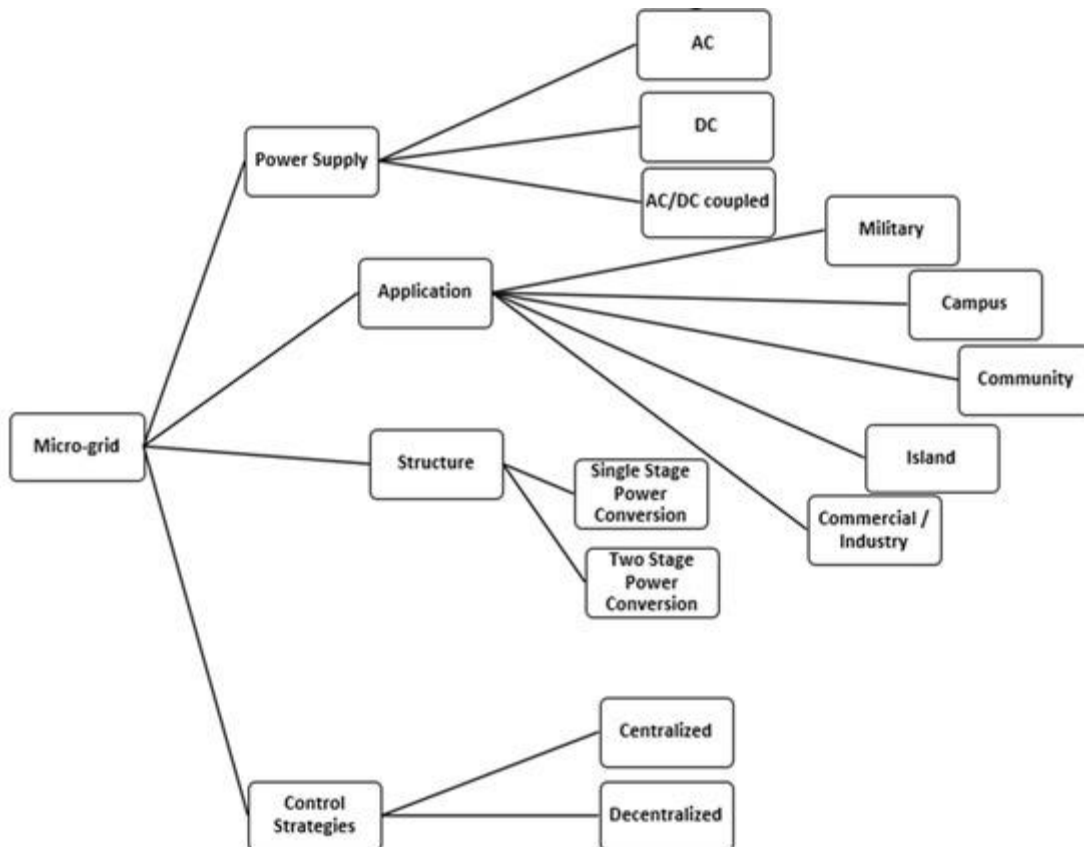 AC
DC
Power Supply
AC/DC coupled
Military
Application
Campus
Community
Micro-grid
Structure
Island
Single Stage
Power
Conversion
Commercial /
Industry
Two Stage
Power
Conversion
Centralized
Control
Strategies
Decentralized